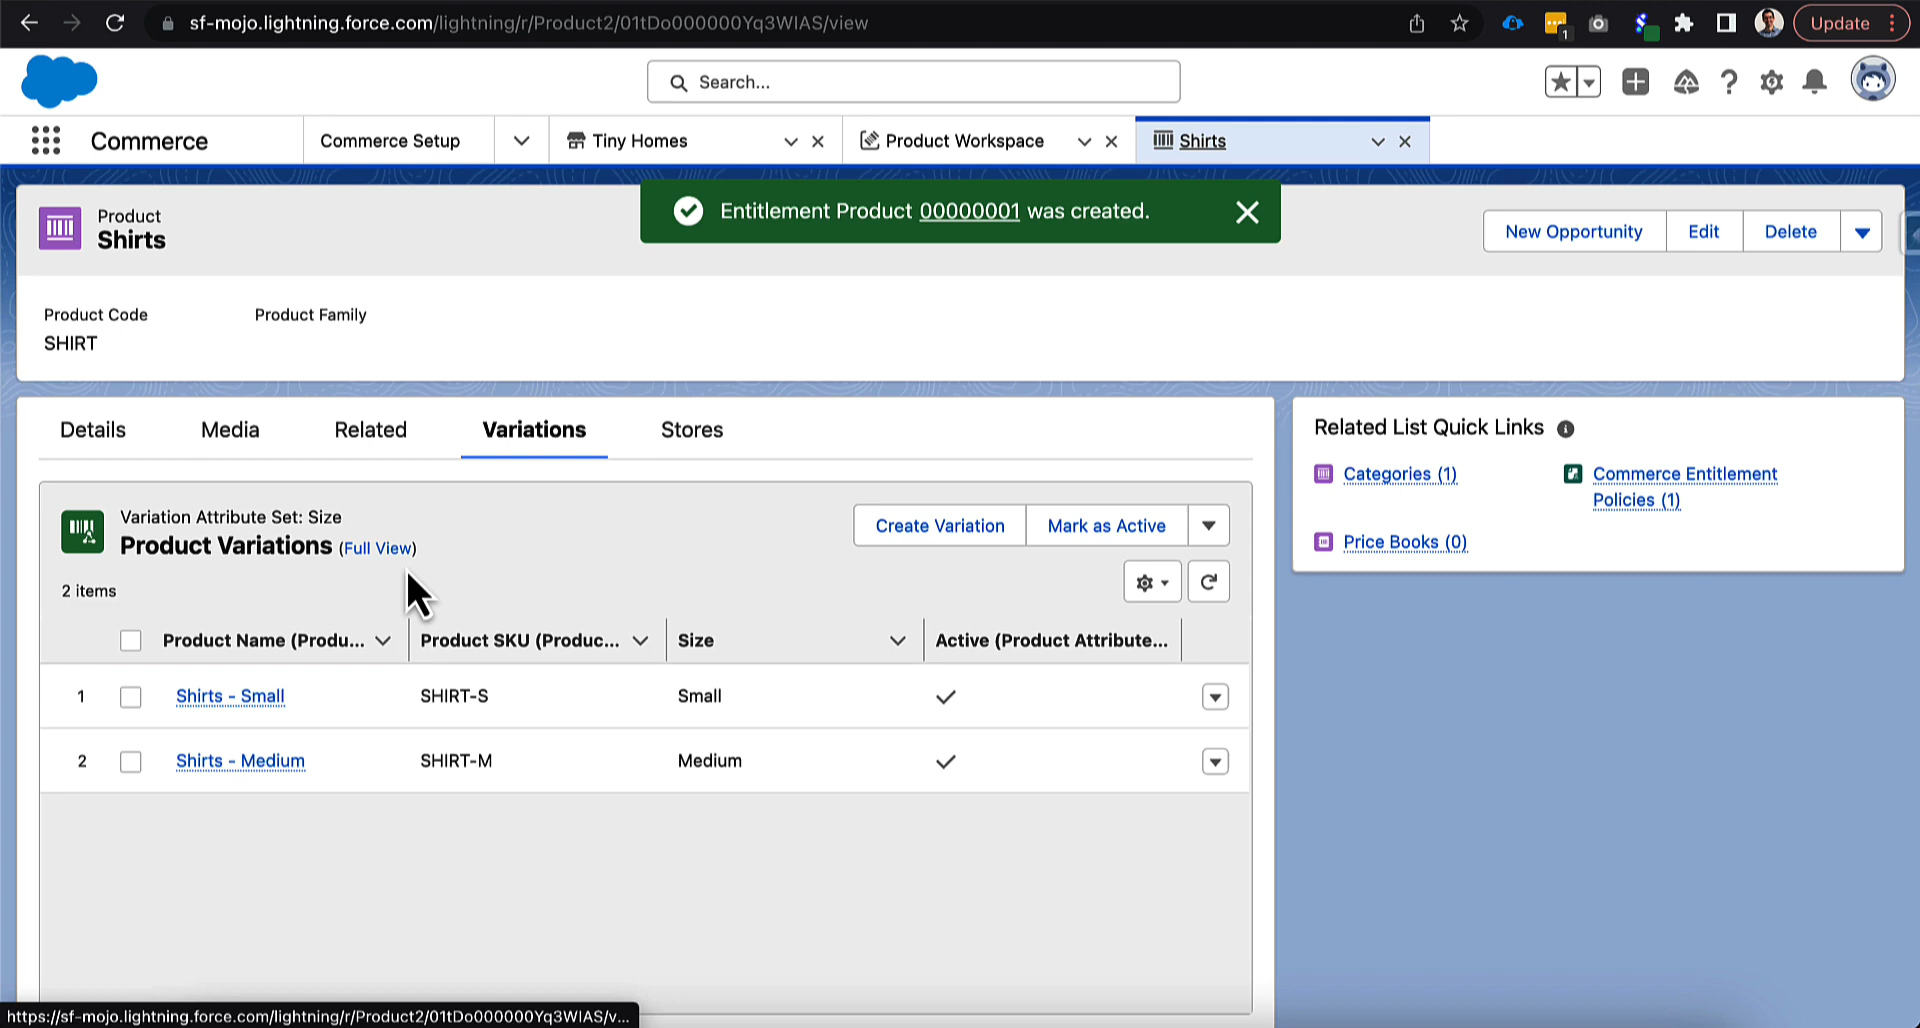 sf-mojo.lightning.force.com/lightning/r/Product2/01tDo000000Yq3WIAS/view
1
Update
Search...
Commerce
Commerce Setup
Tiny Homes
Product Workspace
Shirts
Entitlement Product 00000001 was created.
Product
Shirts
New Opportunity
Edit
Delete
Product Code
Product Family
SHIRT
Details
Media
Related
Variations
Stores
Related List Quick Links
Categories (1)
Commerce Entitlement
Policies (1)
Price Books (0)
Variation Attribute Set: Size
Product Variations (Full View)
Create Variation
Mark as Active
2 items
Product Name (Produ...
Product SKU (Produc...
Size
Active (Product Attribute...
1
Shirts - Small
SHIRT-S
Small
2
Shirts - Medium
SHIRT-M
Medium
https://sf-mojo.lightning.force.com/lightning/r/Product2/01tDo000000Yq3WIAS/v...